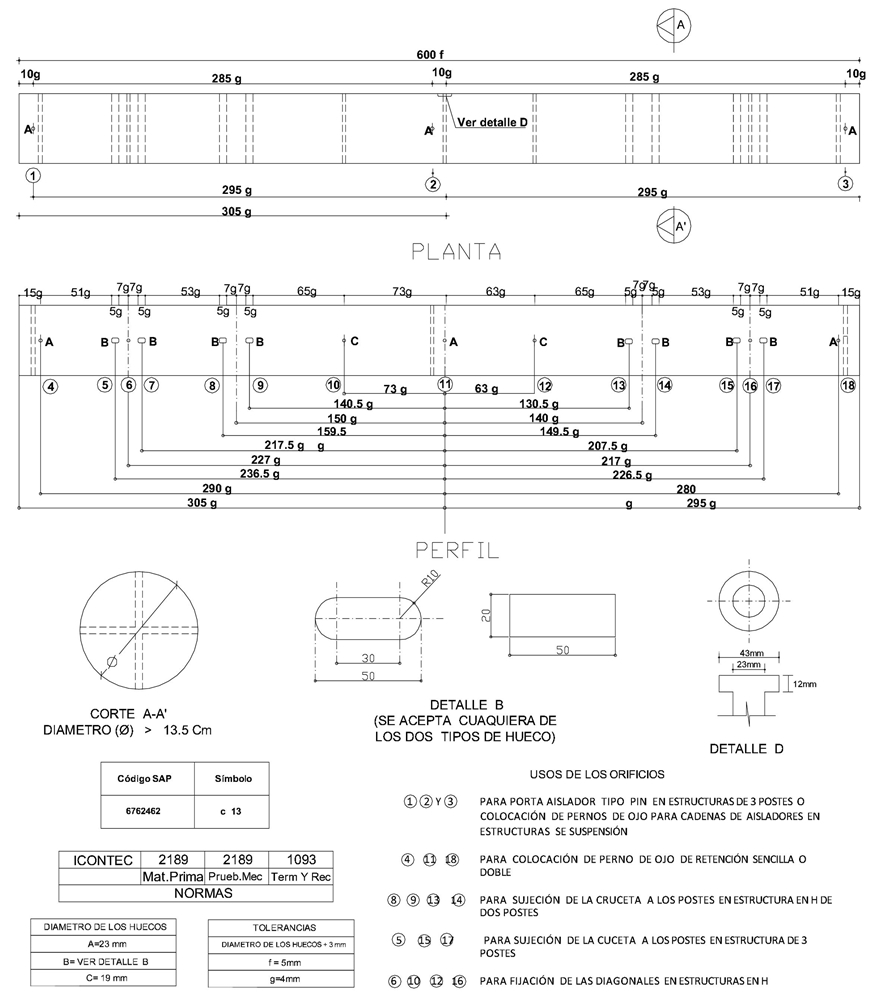 A
600 f
10g 285 g 10g 285 g 10g
A A Ver detalle D A
1 2 3
295 g 295 g
305 g
A'
PLANTA
15g 51g 7g 7g 53g 7g 7g 65g 73g 63g 65g 7g 7g 53g 7g 7g 51g 15g
5g 5g 5g 5g 5g 5g 5g 5g
A B B B B C A C B B B B A
4 5 6 7 8 9 10 11 12 13 14 15 16 17 18
73 g 63 g
140.5 g 130.5 g
150 g 140 g
159.5 149.5 g
217.5 g g 207.5 g
227 g 217 g
236.5 g 226.5 g
290 g 280
305 g g 295 g
PERFIL
R10
30
50
20
50
43mm
23mm
12mm
Ø
CORTE A-A'
DIAMETRO (Ø) > 13.5 Cm
DETALLE B
(SE ACEPTA CUAQUIERA DE
LOS DOS TIPOS DE HUECO)
DETALLE D
Código SAP Símbolo
6762462 c 13
ICONTEC 2189 2189 1093
Mat.Prima Prueb.Mec Term Y Rec
NORMAS
DIAMETRO DE LOS HUECOS
A=23 mm
B= VER DETALLE B
C= 19 mm
TOLERANCIAS
DIAMETRO DE LOS HUECOS + 3 mm
f = 5mm
g=4mm
USOS DE LOS ORIFICIOS
1 2 Y 3 PARA PORTA AISLADOR TIPO PIN EN ESTRUCTURAS DE 3 POSTES O
COLOCACIÓN DE PERNOS DE OJO PARA CADENAS DE AISLADORES EN
ESTRUCTURAS SE SUSPENSIÓN
4 11 18 PARA COLOCACIÓN DE PERNO DE OJO DE RETENCIÓN SENCILLA O
DOBLE
8 9 13 14 PARA SUJECIÓN DE LA CRUCETA A LOS POSTES EN ESTRUCTURA EN H DE
DOS POSTES
5 15 17 PARA SUJECIÓN DE LA CUCETA A LOS POSTES EN ESTRUCTURA DE 3
POSTES
6 10 12 16 PARA FIJACIÓN DE LAS DIAGONALES EN ESTRUCTURAS EN H